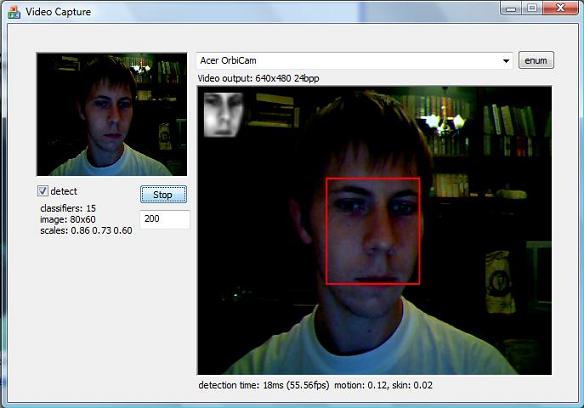 Video Capture
Acer OrbiCam
enum
Video output: 640x480 24bpp
detect
Stop
classifiers: 15
image: 80x60
200
scales: 0.86 0.73 0.60
detection time: 18ms (55.56fps) motion: 0.12, skin: 0.02